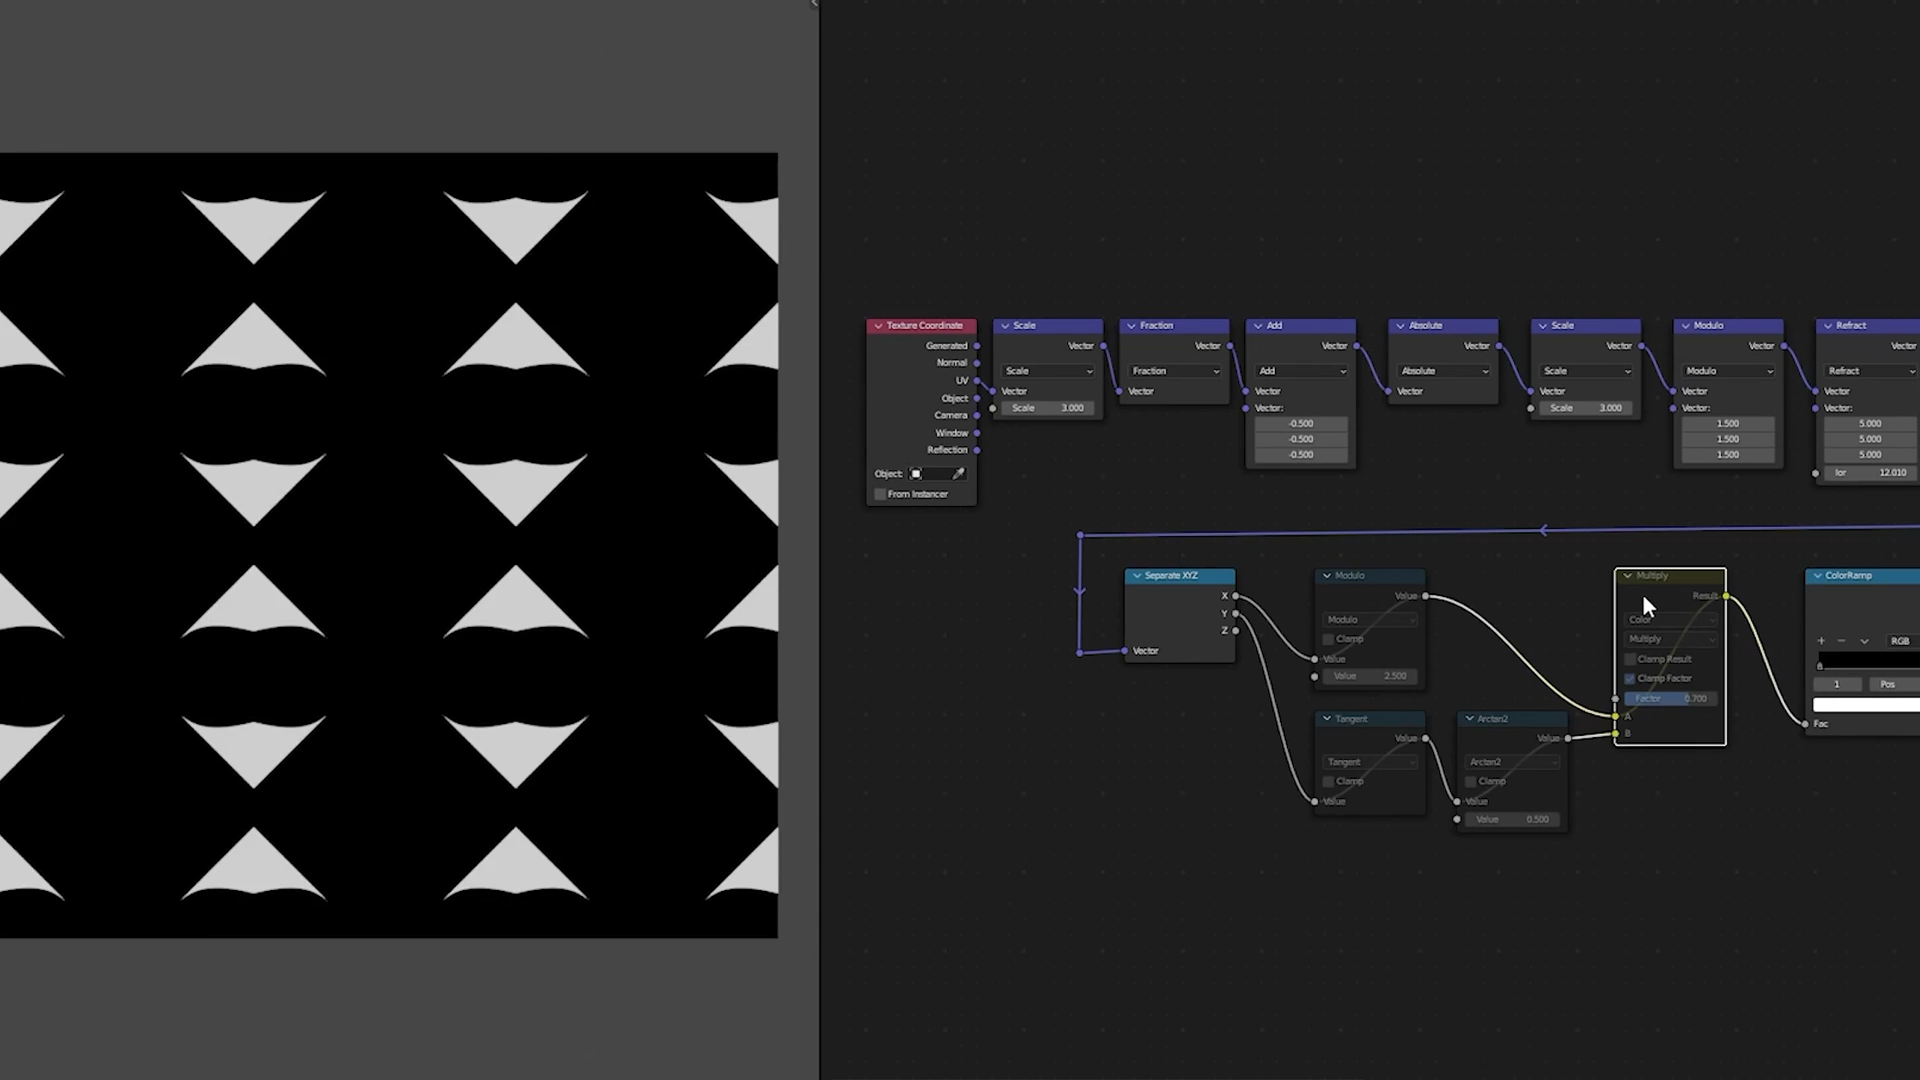 Texture Coordinate
Generated
Normal
UV
Object
Camera
Window
Reflection
Object:
From Instancer
Scale
Vector
Scale
Vector
Scale 3.000
Fraction
Vector
Fraction
Vector
Add
Vector
Add
Vector
Vector:
-0.500
-0.500
-0.500
Absolute
Vector
Absolute
Vector
Scale
Vector
Scale
Vector
Scale 3.000
Modulo
Vector
Modulo
Vector
Vector:
1.500
1.500
1.500
Refract
Vector
Refract
Vector
Vector:
5.000
5.000
5.000
Ior 12.010
Separate XYZ
X
Y
Z
Vector
Modulo
Value
Modulo
Clamp
Value
Value 2.500
Tangent
Value
Tangent
Clamp
Value
Arctan2
Value
Arctan2
Clamp
Value
Value 0.500
Multiply
Result
Color
Multiply
Clamp Result
Clamp Factor
Factor 0.700
A
B
ColorRamp
RGB
1 Pos
Fac